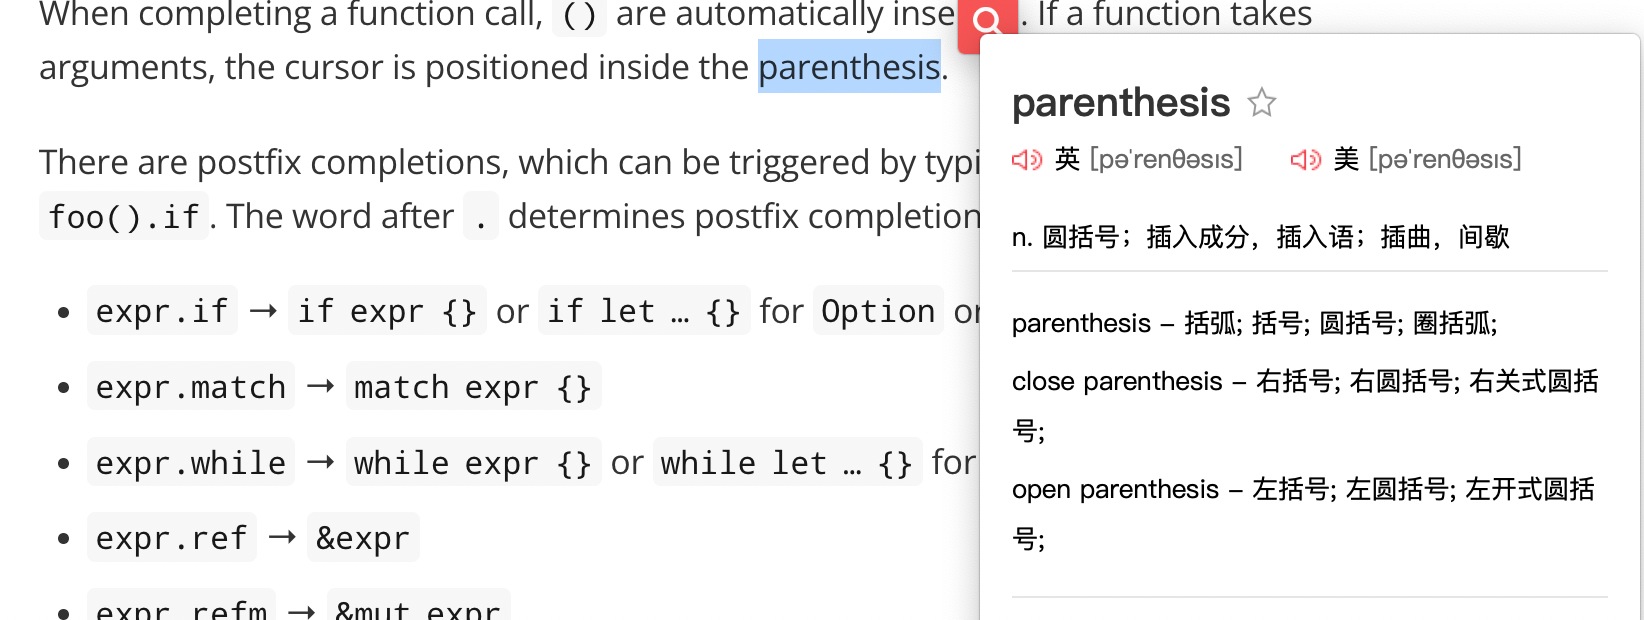 When completing a function call, () are automatically inse . If a function takes
arguments, the cursor is positioned inside the parenthesis.
There are postfix completions, which can be triggered by typi
foo().if. The word after . determines postfix completion
• expr.if → if expr {} or if let … {} for Option or
• expr.match → match expr {}
• expr.while → while expr {} or while let … {} for
• expr.ref → &expr
• expr.refm → &mut expr
parenthesis
英 [pəˈrenθəsɪs] 美 [pəˈrenθəsɪs]
n. 圆括号；插入成分，插入语；插曲，间歇
parenthesis – 括弧; 括号; 圆括号; 圈括弧;
close parenthesis – 右括号; 右圆括号; 右关式圆括
号;
open parenthesis – 左括号; 左圆括号; 左开式圆括
号;